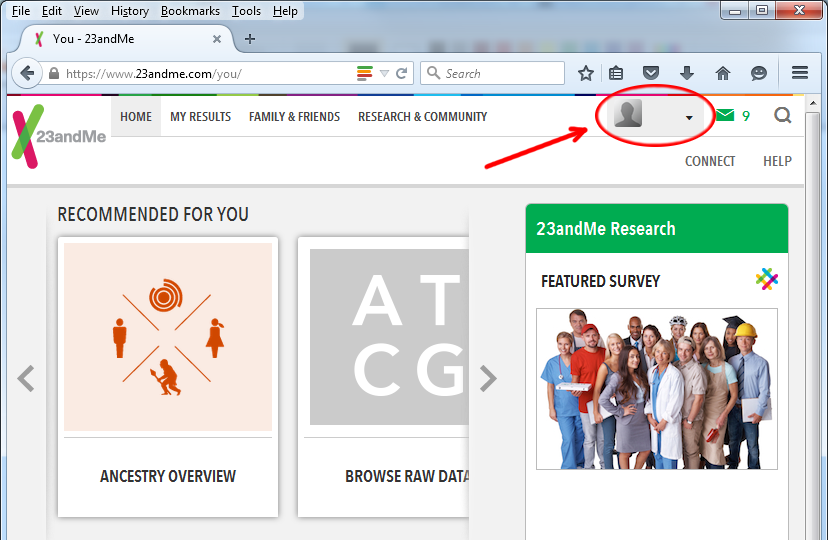 File Edit View History Bookmarks Tools Help
You - 23andMe
https://www.23andme.com/you/
Search
HOME MY RESULTS FAMILY & FRIENDS RESEARCH & COMMUNITY 9
23andMe
CONNECT HELP
RECOMMENDED FOR YOU
23andMe Research
FEATURED SURVEY
A T
C G
ANCESTRY OVERVIEW
BROWSE RAW DATA